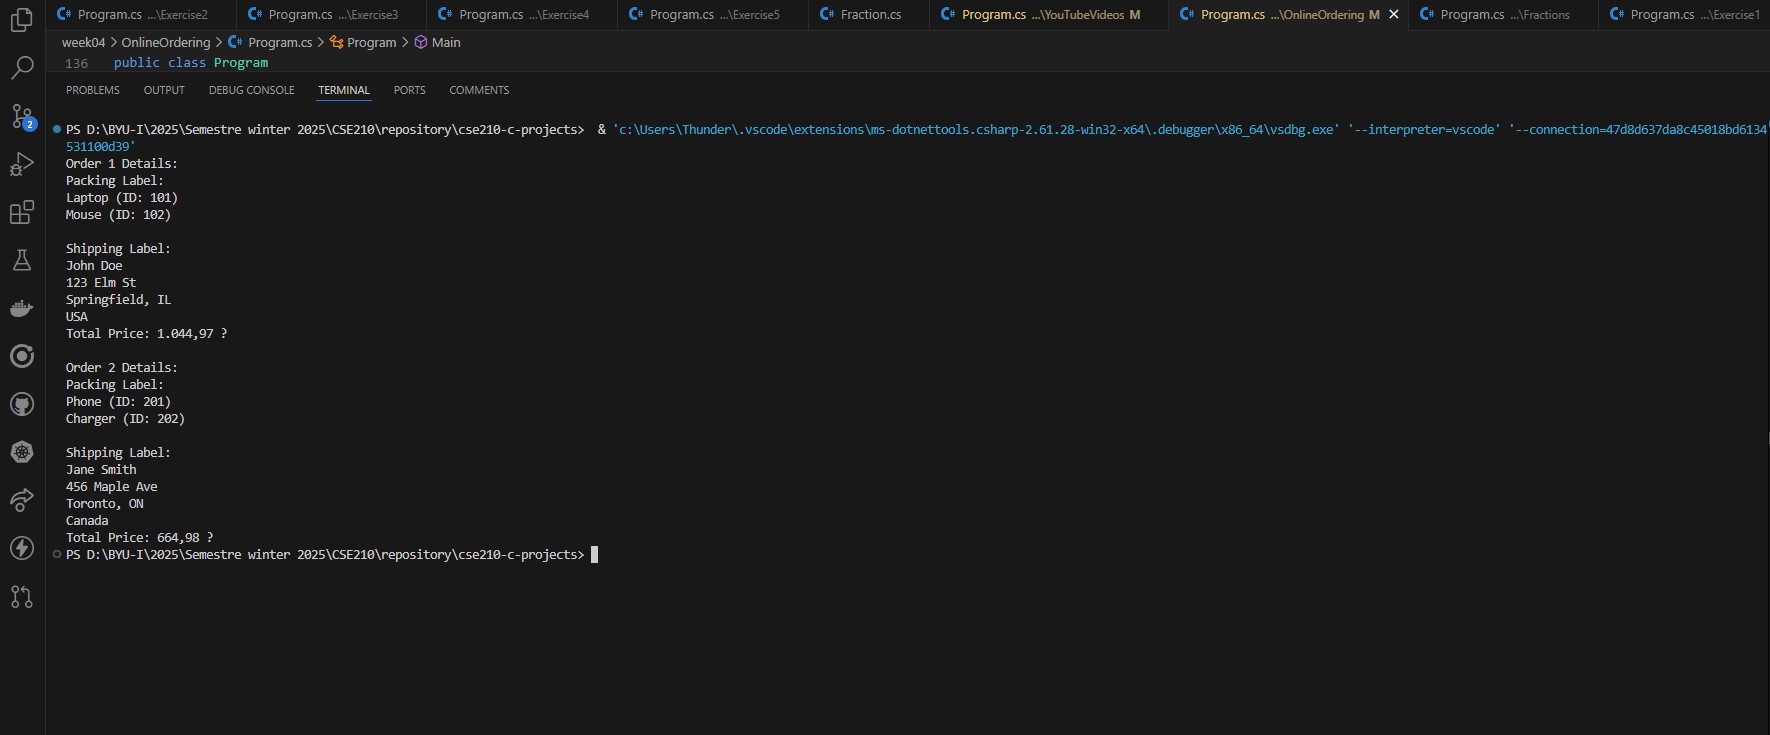 Program.cs ...\Exercise2 Program.cs ...\Exercise3 Program.cs ...\Exercise4 Program.cs ...\Exercise5 Fraction.cs Program.cs ...\YouTubeVideos M Program.cs ...\OnlineOrdering M Program.cs ...\Fractions Program.cs ...\Exercise1
week04 > OnlineOrdering > Program.cs > Program > Main
136 public class Program
PROBLEMS OUTPUT DEBUG CONSOLE TERMINAL PORTS COMMENTS
PS D:\BYU-I\2025\Semestre winter 2025\CSE210\repository\cse210-c-projects> & 'c:\Users\Thunder\.vscode\extensions\ms-dotnettools.csharp-2.61.28-win32-x64\.debugger\x86_64\vsdbg.exe' '--interpreter=vscode' '--connection=47d8d637da8c45018bd6134
531100d39'
Order 1 Details:
Packing Label:
Laptop (ID: 101)
Mouse (ID: 102)
Shipping Label:
John Doe
123 Elm St
Springfield, IL
USA
Total Price: 1.044,97 ?
Order 2 Details:
Packing Label:
Phone (ID: 201)
Charger (ID: 202)
Shipping Label:
Jane Smith
456 Maple Ave
Toronto, ON
Canada
Total Price: 664,98 ?
PS D:\BYU-I\2025\Semestre winter 2025\CSE210\repository\cse210-c-projects>
2